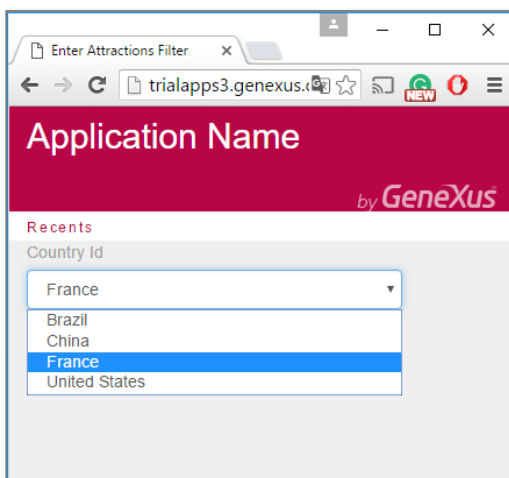 Enter Attractions Filter
trialapps3.genexus.
NEW
Application Name
by GeneXus
Recents
Country Id
France
Brazil
China
France
United States